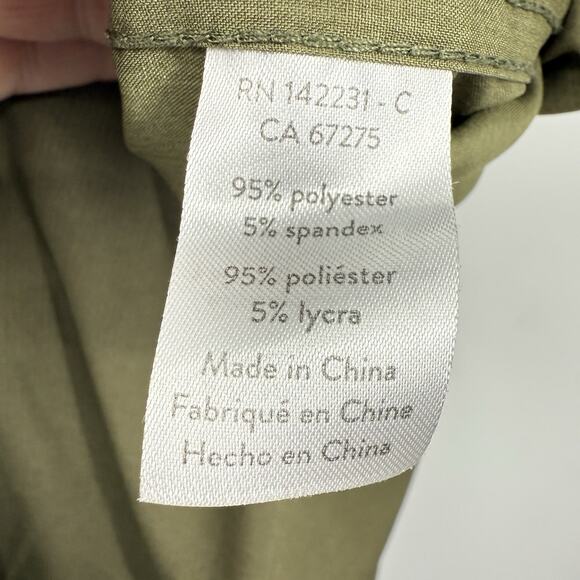 RN 142231 - C
CA 67275
95% polyester
5% spandex
95% poliéster
5% lycra
Made in China
Fabriqué en Chine
Hecho en China